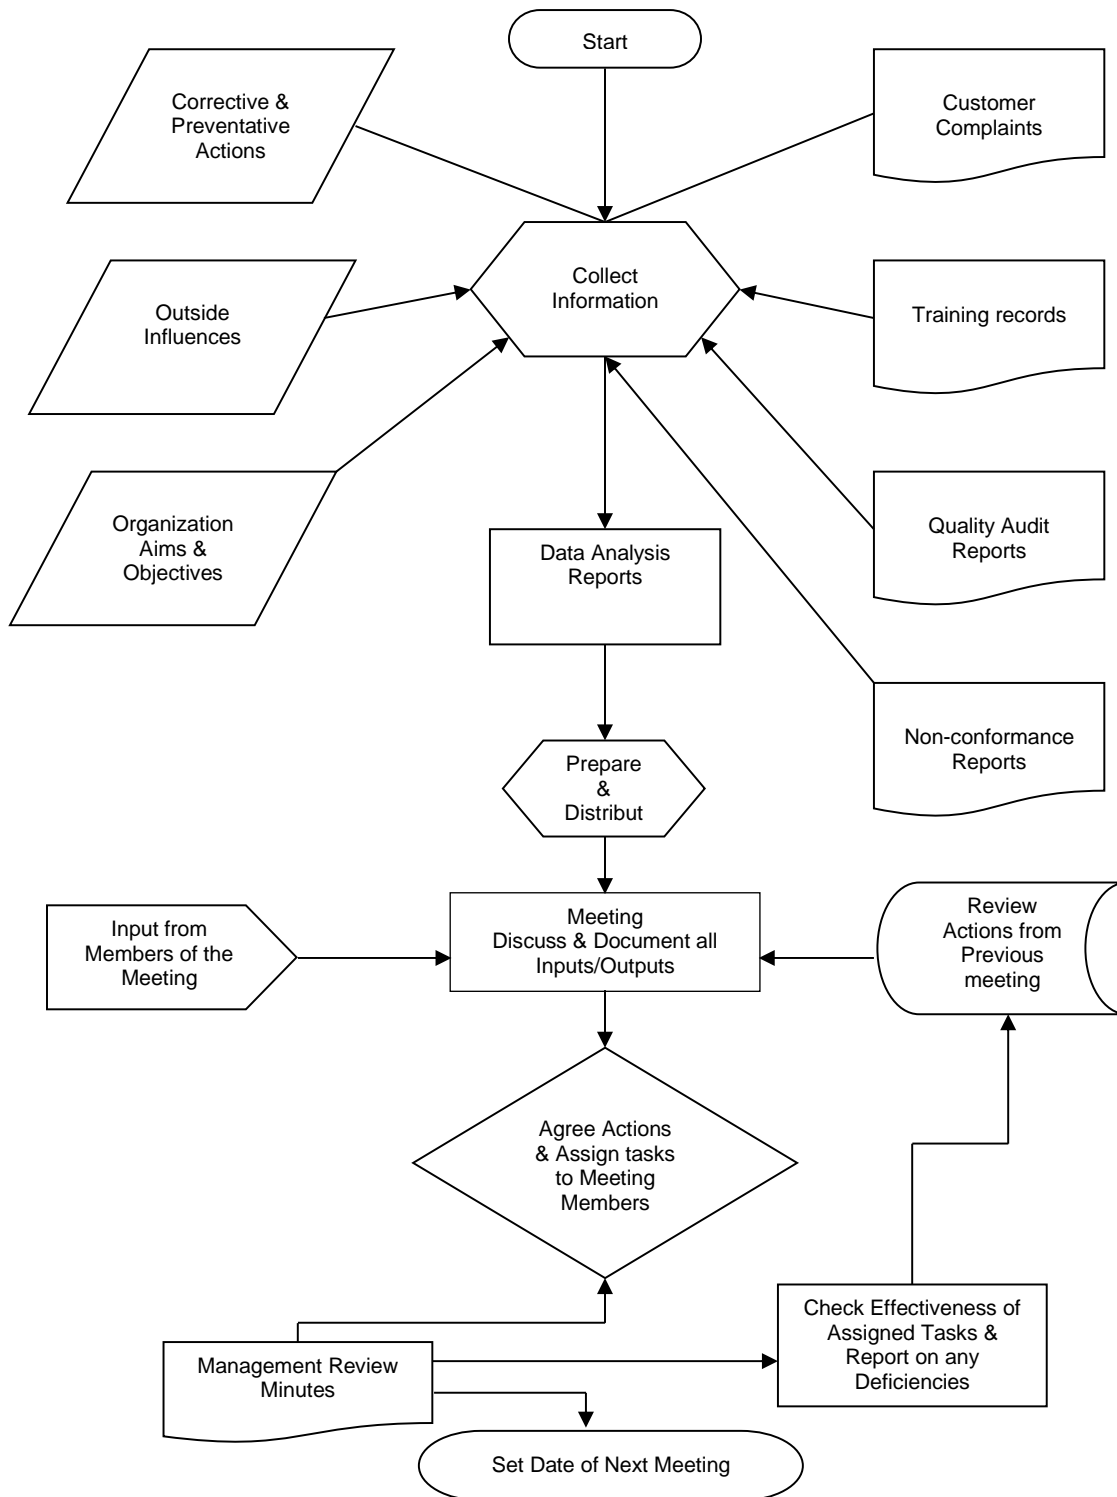 Start
Corrective &
Preventative
Actions
Customer
Complaints
Collect
Information
Outside
Influences
Training records
Organization
Aims &
Objectives
Data Analysis
Reports
Quality Audit
Reports
Non-conformance
Reports
Prepare
&
Distribut
Input from
Members of the
Meeting
Meeting
Discuss & Document all
Inputs/Outputs
Review
Actions from
Previous
meeting
Agree Actions
& Assign tasks
to Meeting
Members
Check Effectiveness of
Assigned Tasks &
Report on any
Deficiencies
Management Review
Minutes
Set Date of Next Meeting